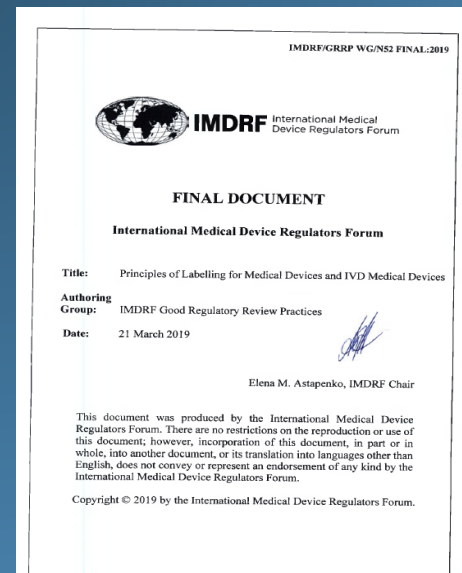 IMDRF/GRRP WG/N52 FINAL:2019
IMDRF International Medical
Device Regulators Forum
FINAL DOCUMENT
International Medical Device Regulators Forum
Title: Principles of Labelling for Medical Devices and IVD Medical Devices
Authoring
Group: IMDRF Good Regulatory Review Practices
Date: 21 March 2019
Elena M. Astapenko, IMDRF Chair
This document was produced by the International Medical Device
Regulators Forum. There are no restrictions on the reproduction or use of
this document; however, incorporation of this document, in part or in
whole, into another document, or its translation into languages other than
English, does not convey or represent an endorsement of any kind by the
International Medical Device Regulators Forum.
Copyright © 2019 by the International Medical Device Regulators Forum.